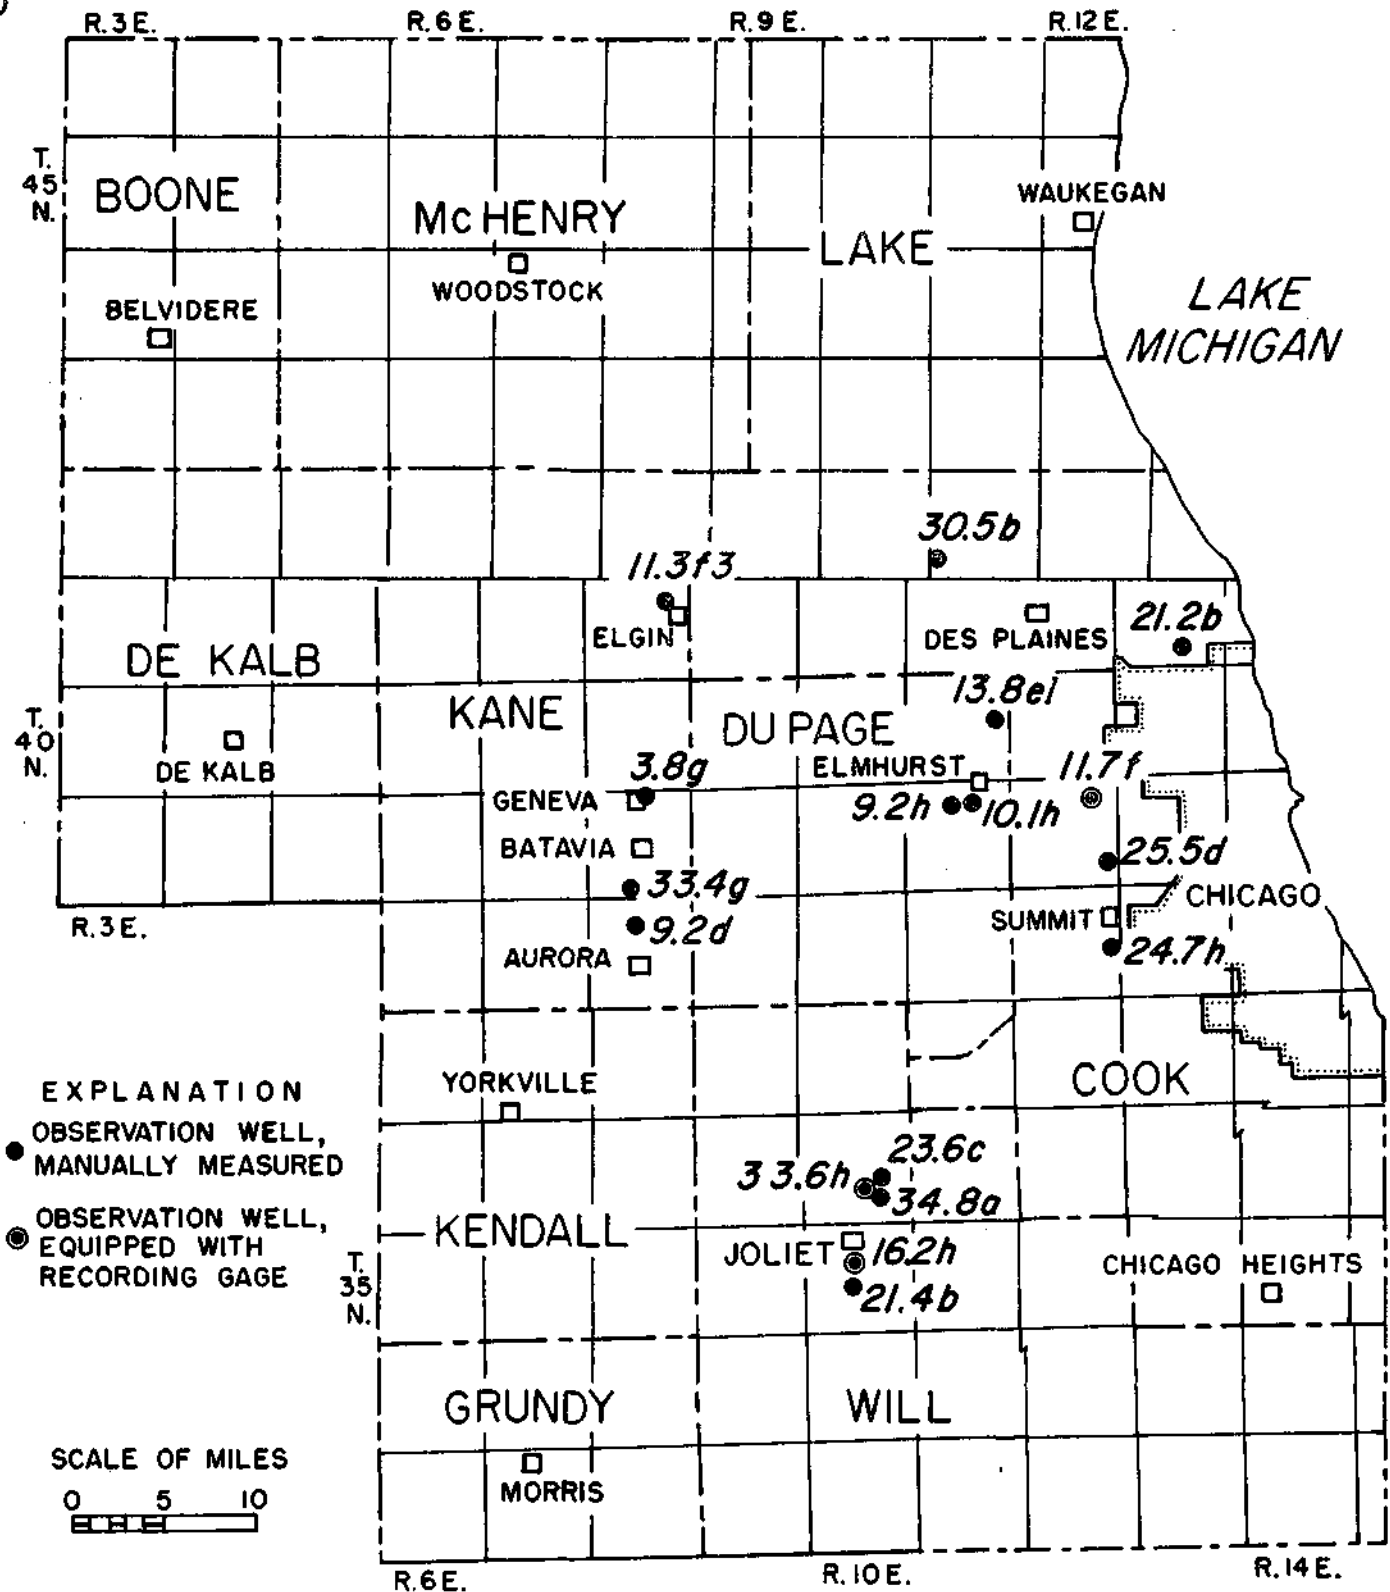 R.3E.
R.6E.
R.9E.
R.12E.
T.
45
N.
BOONE
McHENRY
LAKE
WAUKEGAN
WOODSTOCK
BELVIDERE
LAKE
MICHIGAN
30.5b
11.3f3
ELGIN
DES PLAINES
21.2b
DE KALB
13.8e1
KANE
DU PAGE
T.
40
N.
DE KALB
3.8g
ELMHURST
11.7f
GENEVA
9.2h
10.1h
BATAVIA
25.5d
33.4g
CHICAGO
R.3E.
9.2d
SUMMIT
AURORA
24.7h
COOK
YORKVILLE
EXPLANATION
OBSERVATION WELL,
MANUALLY MEASURED
OBSERVATION WELL,
EQUIPPED WITH
RECORDING GAGE
23.6c
33.6h
34.8a
KENDALL
JOLIET
16.2h
21.4b
CHICAGO HEIGHTS
T.
35
N.
GRUNDY
WILL
MORRIS
SCALE OF MILES
0 5 10
R.6E.
R.10E.
R.14E.